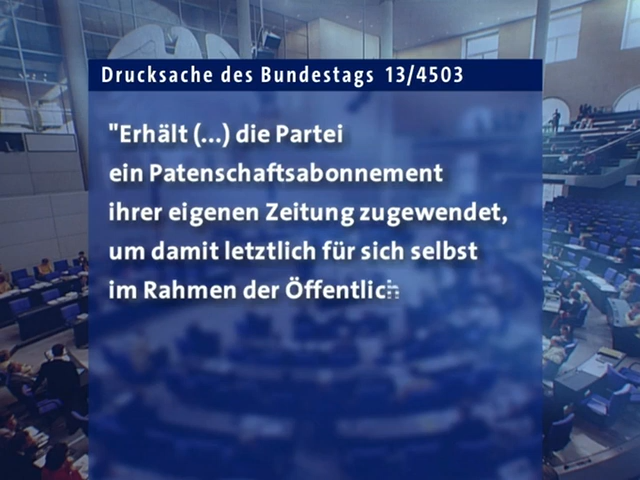 Drucksache des Bundestags 13/4503
"Erhält (...) die Partei
ein Patenschaftsabonnement
ihrer eigenen Zeitung zugewendet,
um damit letztlich für sich selbst
im Rahmen der Öffentlich